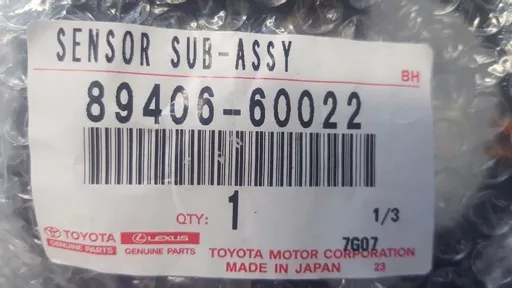 SENSOR SUB-ASSY
BH
89406-60022
QTY: 1 1/3
TOYOTA LEXUS 7G07
GENUINE PARTS GENUINE PARTS TOYOTA MOTOR CORPORATION
MADE IN JAPAN 23